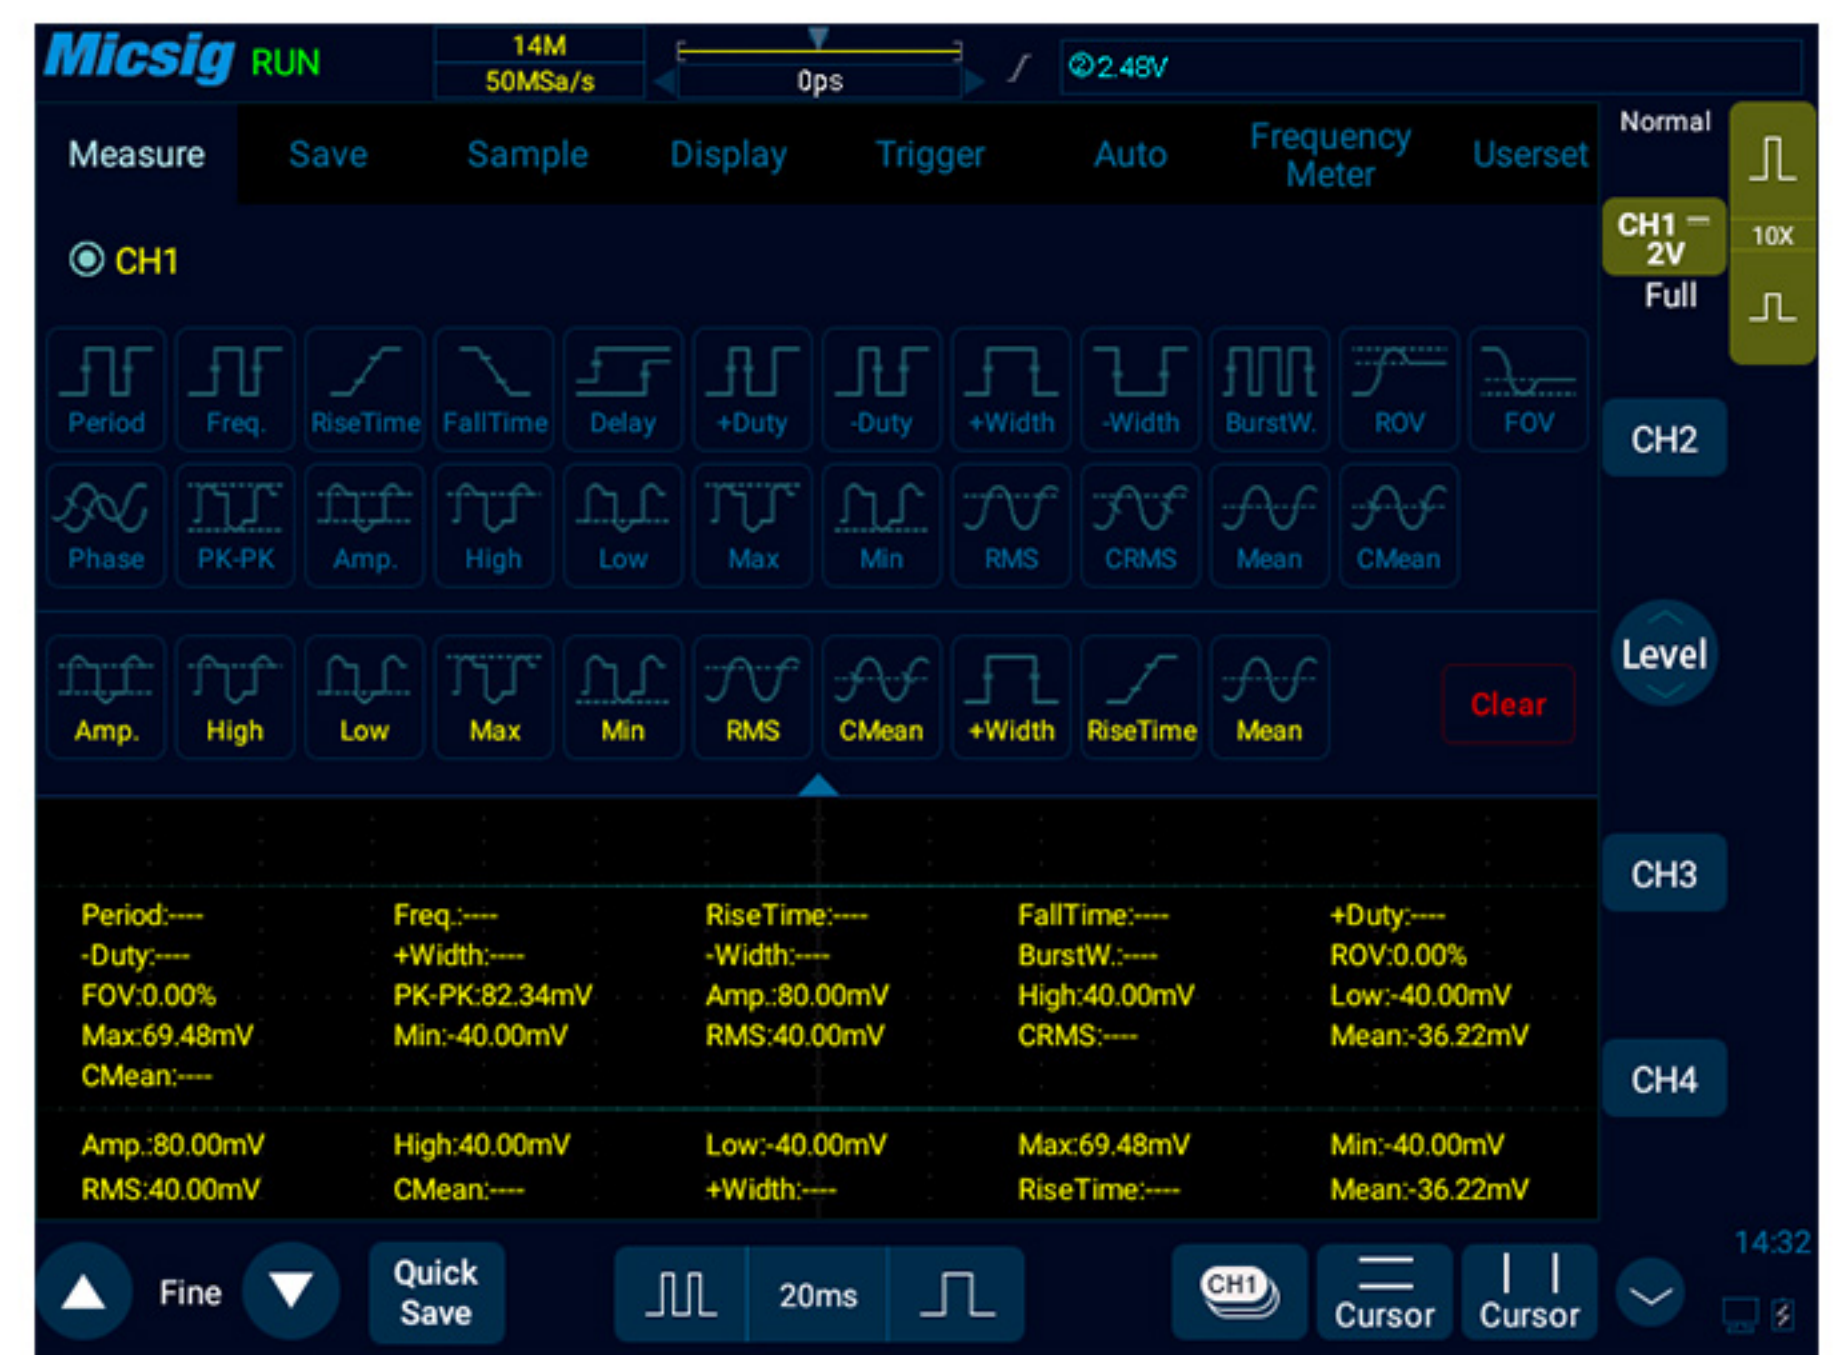 Micsig RUN 14M 50MSa/s 0ps ②2.48V
Measure Save Sample Display Trigger Auto Frequency Meter Userset
Normal
CH1
CH1 2V
10X
Full
Period Freq. RiseTime FallTime Delay +Duty -Duty +Width -Width BurstW. ROV FOV
CH2
Phase PK-PK Amp. High Low Max Min RMS CRMS Mean CMean
Level
Amp. High Low Max Min RMS CMean +Width RiseTime Mean Clear
CH3
Period:---- Freq.:---- RiseTime:---- FallTime:---- +Duty:----
-Duty:---- +Width:---- -Width:---- BurstW.:---- ROV:0.00%
FOV:0.00% PK-PK:82.34mV Amp.:80.00mV High:40.00mV Low:-40.00mV
Max:69.48mV Min:-40.00mV RMS:40.00mV CRMS:---- Mean:-36.22mV
CMean:----
CH4
Amp.:80.00mV High:40.00mV Low:-40.00mV Max:69.48mV Min:-40.00mV
RMS:40.00mV CMean:---- +Width:---- RiseTime:---- Mean:-36.22mV
14:32
Fine Quick Save 20ms CH1 Cursor Cursor